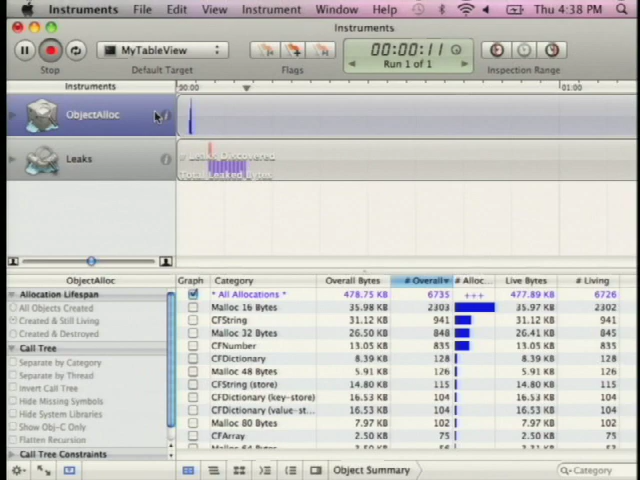 Instruments File Edit View Instrument Window Help Thu 4:38 PM
Instruments
MyTableView
00:00:11
Run 1 of 1
Stop Default Target Flags Inspection Range
Instruments 00:00 01:00
ObjectAlloc
Leaks
# Leaks Discovered
Total Leaked Bytes
ObjectAlloc Graph Category Overall Bytes # Overall # Alloc... Live Bytes # Living
Allocation Lifespan * All Allocations * 478.75 KB 6735 +++ 477.89 KB 6726
All Objects Created Malloc 16 Bytes 35.98 KB 2303 35.97 KB 2302
Created & Still Living CFString 31.12 KB 941 31.12 KB 941
Created & Destroyed Malloc 32 Bytes 26.50 KB 848 26.41 KB 845
Call Tree CFNumber 13.05 KB 835 13.05 KB 835
Separate by Category CFDictionary 8.39 KB 128 8.39 KB 128
Separate by Thread Malloc 48 Bytes 5.91 KB 126 5.91 KB 126
Invert Call Tree CFString (store) 14.80 KB 115 14.80 KB 115
Hide Missing Symbols CFDictionary (key-store) 16.53 KB 104 16.53 KB 104
Hide System Libraries CFDictionary (value-st... 16.53 KB 104 16.53 KB 104
Show Obj-C Only Malloc 80 Bytes 7.97 KB 102 7.97 KB 102
Flatten Recursion CFArray 2.50 KB 75 2.50 KB 75
Call Tree Constraints
Object Summary Category